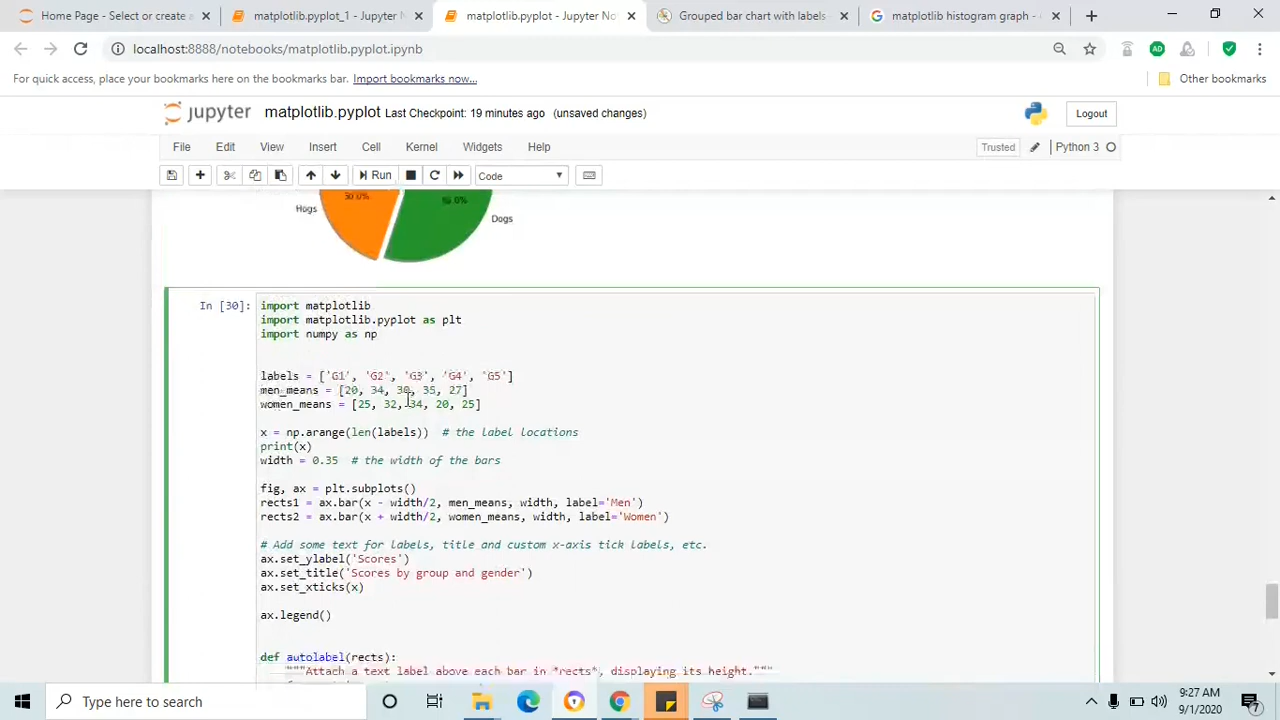 Home Page - Select or create
matplotlib.pyplot_1 - Jupyter N
matplotlib.pyplot - Jupyter No
Grouped bar chart with labels
matplotlib histogram graph - G
localhost:8888/notebooks/matplotlib.pyplot.ipynb
For quick access, place your bookmarks here on the bookmarks bar. Import bookmarks now...
Other bookmarks
jupyter matplotlib.pyplot Last Checkpoint: 19 minutes ago (unsaved changes)
Logout
File Edit View Insert Cell Kernel Widgets Help
Trusted Python 3
Run Code
30.0%
Hogs
Dogs
In [30]:
import matplotlib
import matplotlib.pyplot as plt
import numpy as np
labels = ['G1', 'G2', 'G3', 'G4', 'G5']
men_means = [20, 34, 30, 35, 27]
women_means = [25, 32, 34, 20, 25]
x = np.arange(len(labels)) # the label locations
print(x)
width = 0.35 # the width of the bars
fig, ax = plt.subplots()
rects1 = ax.bar(x - width/2, men_means, width, label='Men')
rects2 = ax.bar(x + width/2, women_means, width, label='Women')
# Add some text for labels, title and custom x-axis tick labels, etc.
ax.set_ylabel('Scores')
ax.set_title('Scores by group and gender')
ax.set_xticks(x)
ax.legend()
def autolabel(rects):
"""Attach a text label above each bar in *rects*, displaying its height."""
Type here to search
9:27 AM
9/1/2020